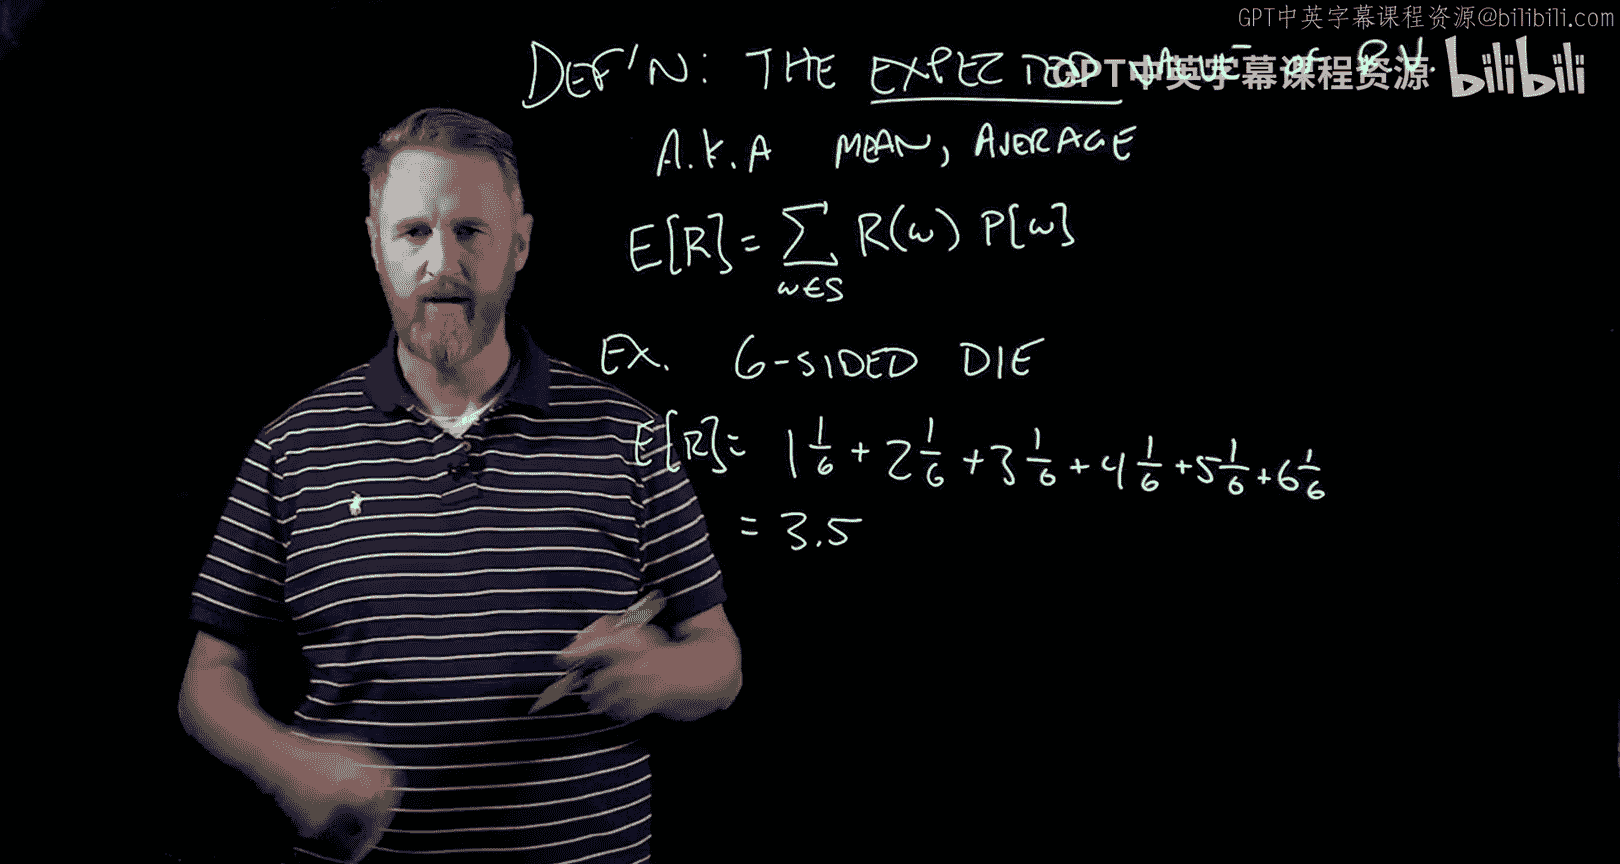 GPT中英字幕课程资源@bilibili.com
DEF'N: THE EXPECTED VALUE OF R.V.
GPT中英字幕课程资源 bilibili
A.K.A MEAN, AVERAGE
E[R] = ∑ R(ω) P[ω]
ω∈S
EX. 6-SIDED DIE
E[R] = 1 1/6 + 2 1/6 + 3 1/6 + 4 1/6 + 5 1/6 + 6 1/6
= 3.5